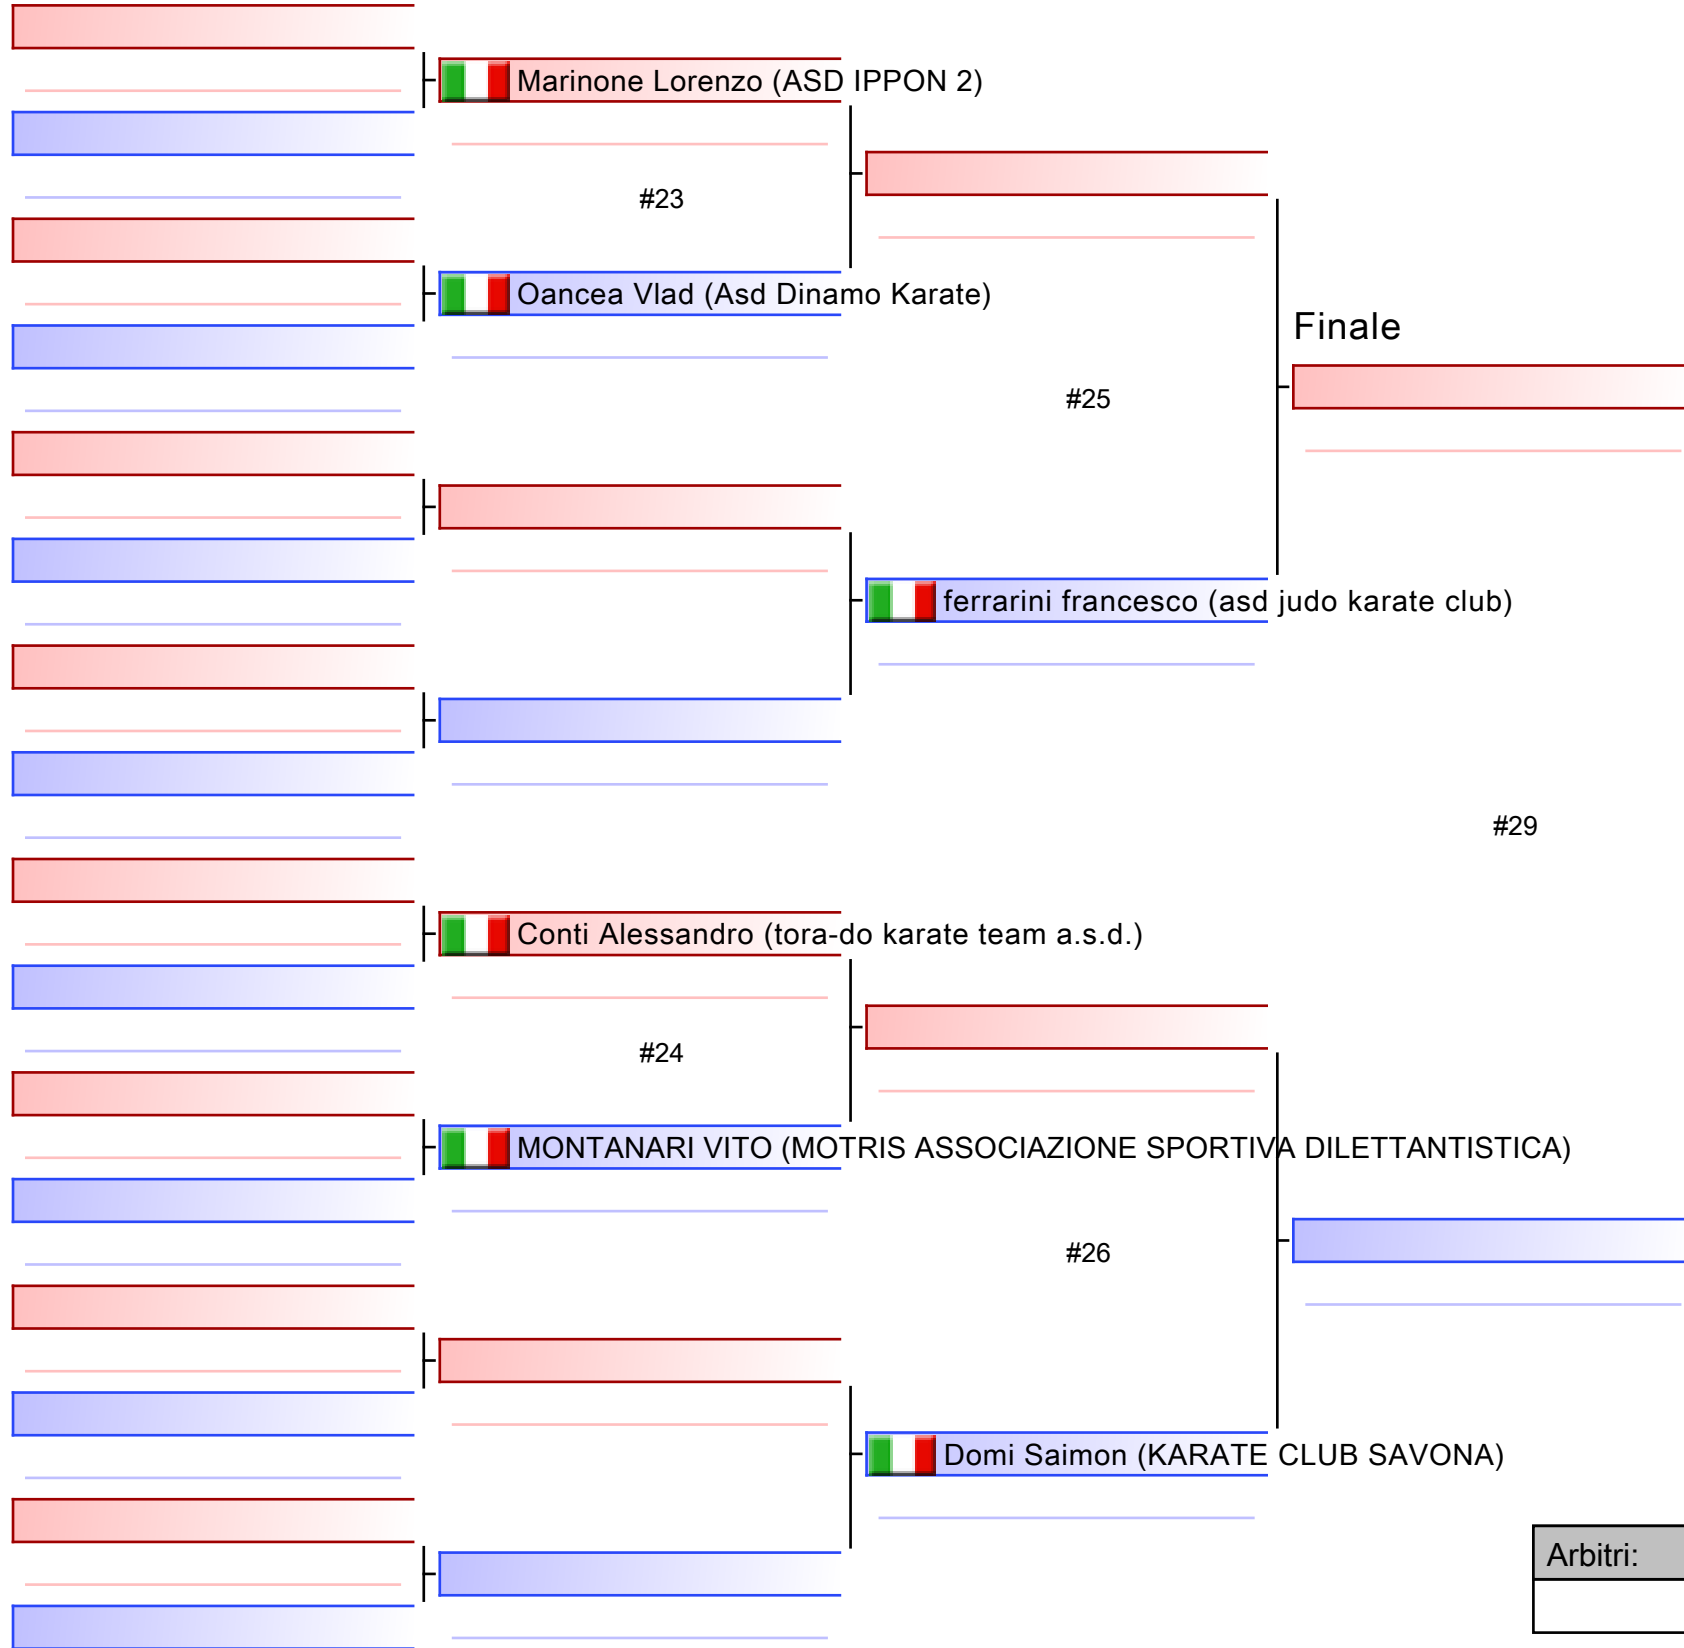 Marinone Lorenzo (ASD IPPON 2)
#23
Oancea Vlad (Asd Dinamo Karate)
Finale
#25
ferrarini francesco (asd judo karate club)
#29
Conti Alessandro (tora-do karate team a.s.d.)
#24
MONTANARI VITO (MOTRIS ASSOCIAZIONE SPORTIVA DILETTANTISTICA)
#26
Domi Saimon (KARATE CLUB SAVONA)
Arbitri: